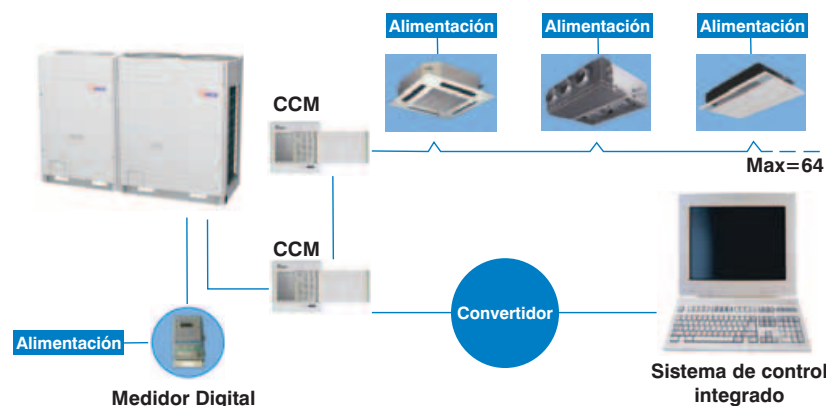 Alimentación
Alimentación
Alimentación
CCM
Max=64
CCM
Convertidor
Alimentación
Medidor Digital
Sistema de control
integrado